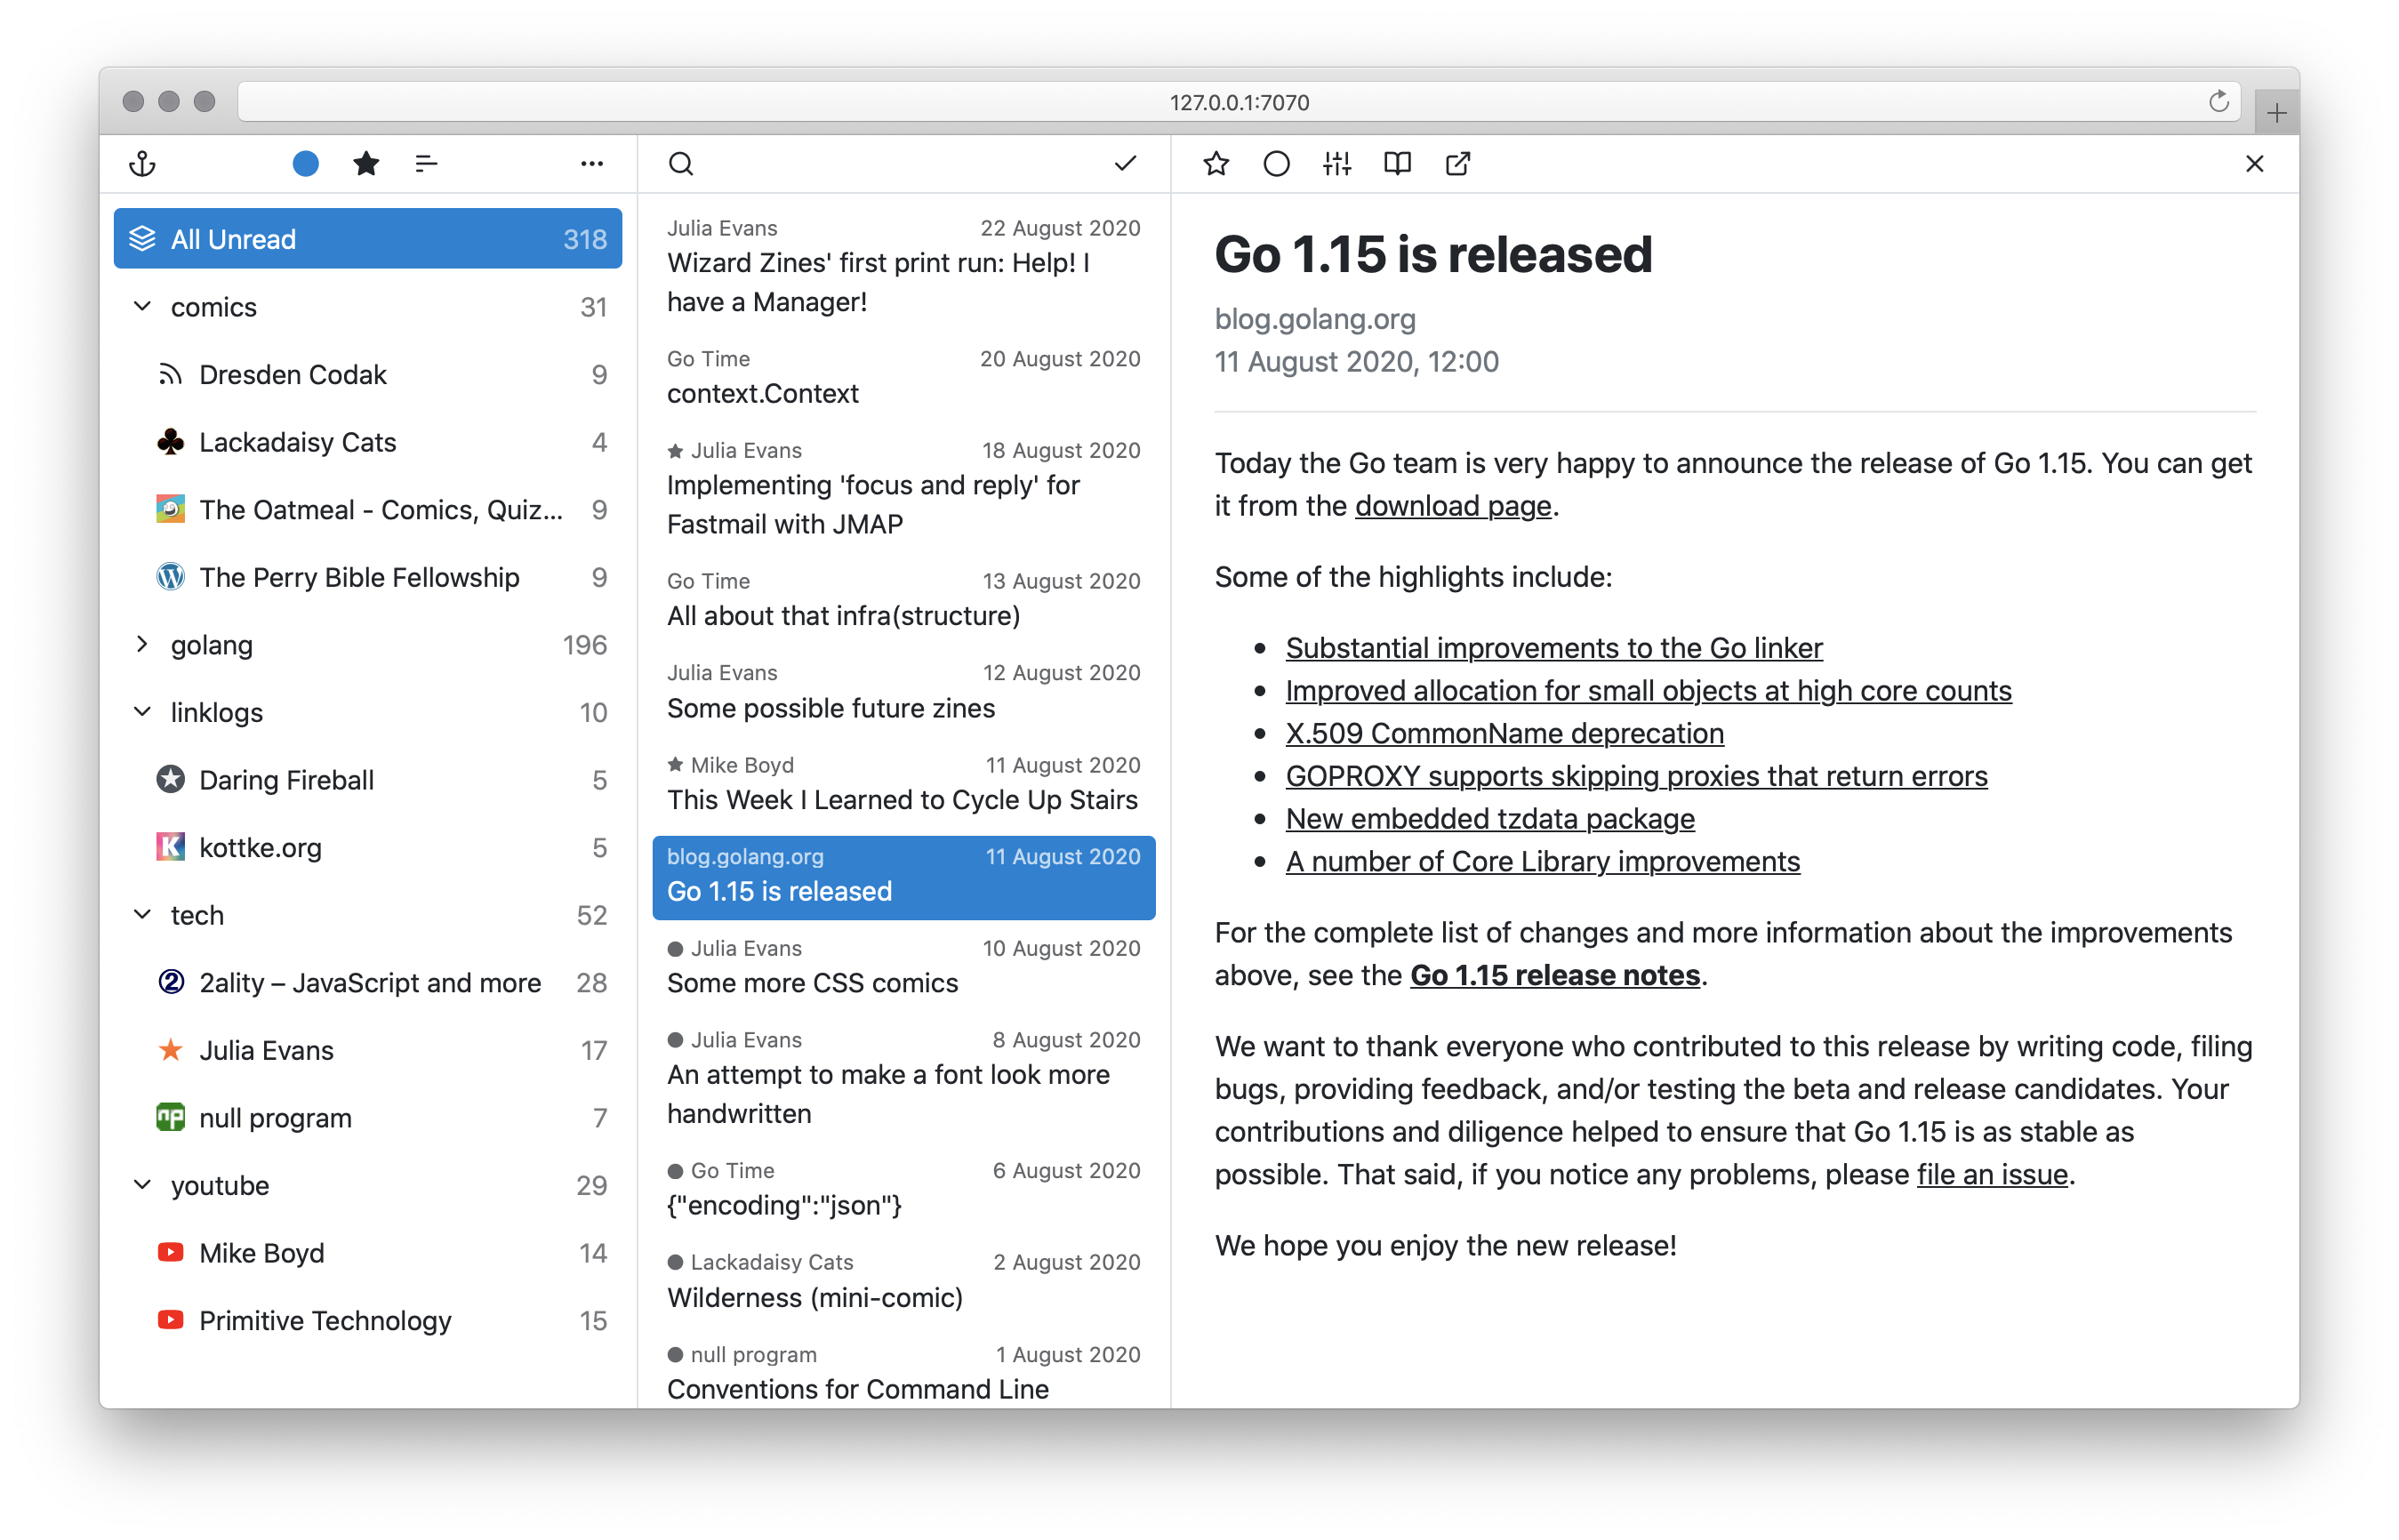 127.0.0.1:7070
All Unread 318
comics 31
Dresden Codak 9
Lackadaisy Cats 4
The Oatmeal - Comics, Quiz... 9
The Perry Bible Fellowship 9
golang 196
linklogs 10
Daring Fireball 5
K kottke.org 5
tech 52
2 2ality – JavaScript and more 28
Julia Evans 17
np null program 7
youtube 29
Mike Boyd 14
Primitive Technology 15
Julia Evans 22 August 2020
Wizard Zines' first print run: Help! I
have a Manager!
Go Time 20 August 2020
context.Context
Julia Evans 18 August 2020
Implementing 'focus and reply' for
Fastmail with JMAP
Go Time 13 August 2020
All about that infra(structure)
Julia Evans 12 August 2020
Some possible future zines
Mike Boyd 11 August 2020
This Week I Learned to Cycle Up Stairs
blog.golang.org 11 August 2020
Go 1.15 is released
Julia Evans 10 August 2020
Some more CSS comics
Julia Evans 8 August 2020
An attempt to make a font look more
handwritten
Go Time 6 August 2020
{"encoding":"json"}
Lackadaisy Cats 2 August 2020
Wilderness (mini-comic)
null program 1 August 2020
Conventions for Command Line
Go 1.15 is released
blog.golang.org
11 August 2020, 12:00
Today the Go team is very happy to announce the release of Go 1.15. You can get
it from the download page.
Some of the highlights include:
• Substantial improvements to the Go linker
• Improved allocation for small objects at high core counts
• X.509 CommonName deprecation
• GOPROXY supports skipping proxies that return errors
• New embedded tzdata package
• A number of Core Library improvements
For the complete list of changes and more information about the improvements
above, see the Go 1.15 release notes.
We want to thank everyone who contributed to this release by writing code, filing
bugs, providing feedback, and/or testing the beta and release candidates. Your
contributions and diligence helped to ensure that Go 1.15 is as stable as
possible. That said, if you notice any problems, please file an issue.
We hope you enjoy the new release!